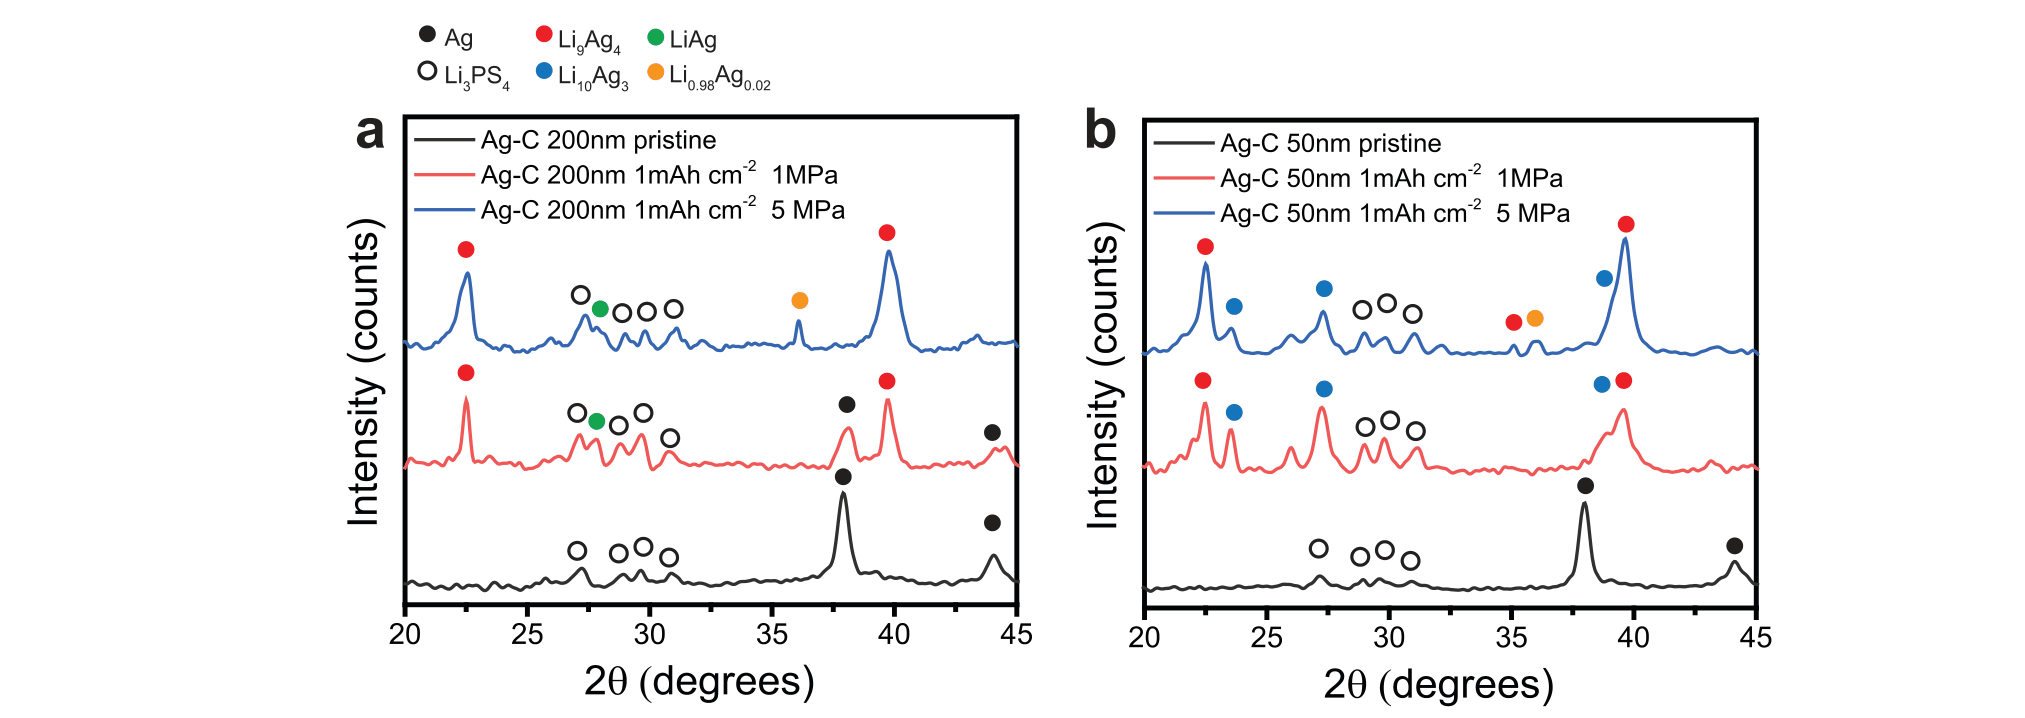 Ag Li9Ag4 LiAg
Li3PS4 Li10Ag3 Li0.98Ag0.02
a
Ag-C 200nm pristine
Ag-C 200nm 1mAh cm-2 1MPa
Ag-C 200nm 1mAh cm-2 5 MPa
Intensity (counts)
20 25 30 35 40 45
2θ (degrees)
b
Ag-C 50nm pristine
Ag-C 50nm 1mAh cm-2 1MPa
Ag-C 50nm 1mAh cm-2 5 MPa
Intensity (counts)
20 25 30 35 40 45
2θ (degrees)